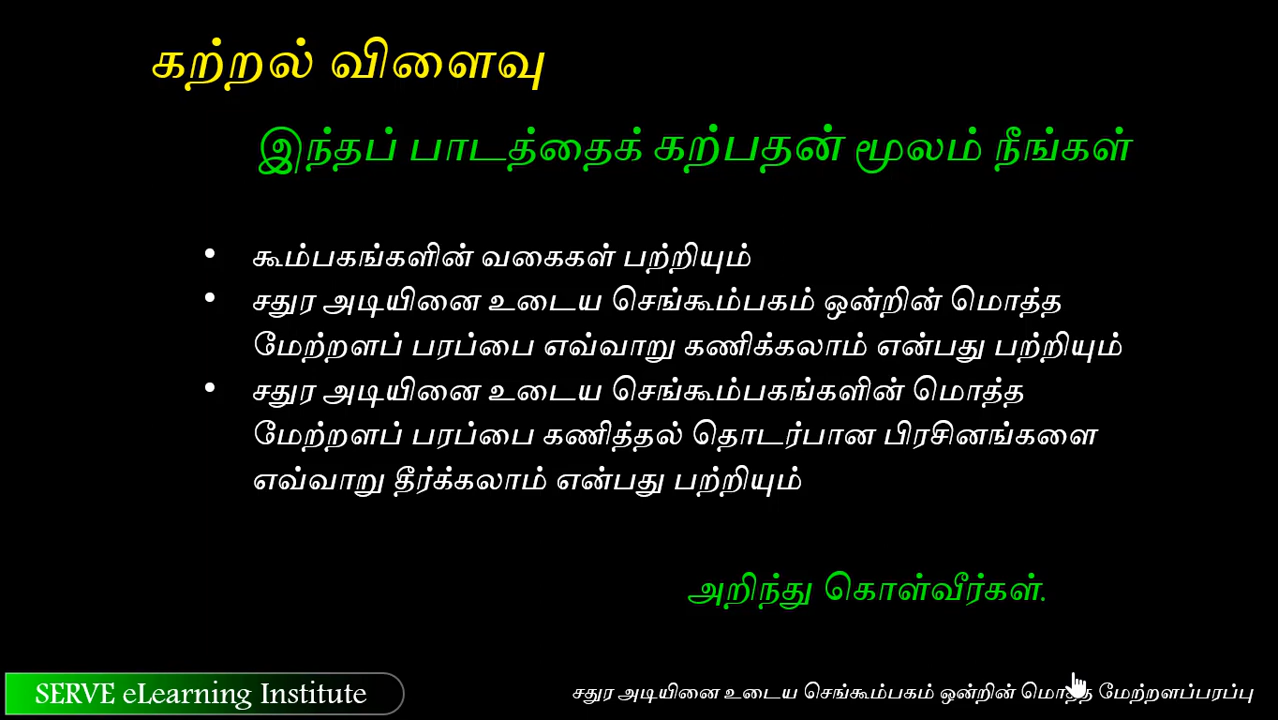 கற்றல் விளைவு
இந்தப் பாடத்தைக் கற்பதன் மூலம் நீங்கள்
• கூம்பகங்களின் வகைகள் பற்றியும்
• சதுர அடியினை உடைய செங்கூம்பகம் ஒன்றின் மொத்த
மேற்றளப் பரப்பை எவ்வாறு கணிக்கலாம் என்பது பற்றியும்
• சதுர அடியினை உடைய செங்கூம்பகங்களின் மொத்த
மேற்றளப் பரப்பை கணித்தல் தொடர்பான பிரசினங்களை
எவ்வாறு தீர்க்கலாம் என்பது பற்றியும்
அறிந்து கொள்வீர்கள்.
SERVE eLearning Institute
சதுர அடியினை உடைய செங்கூம்பகம் ஒன்றின் மொத்த மேற்றளப்பரப்பு